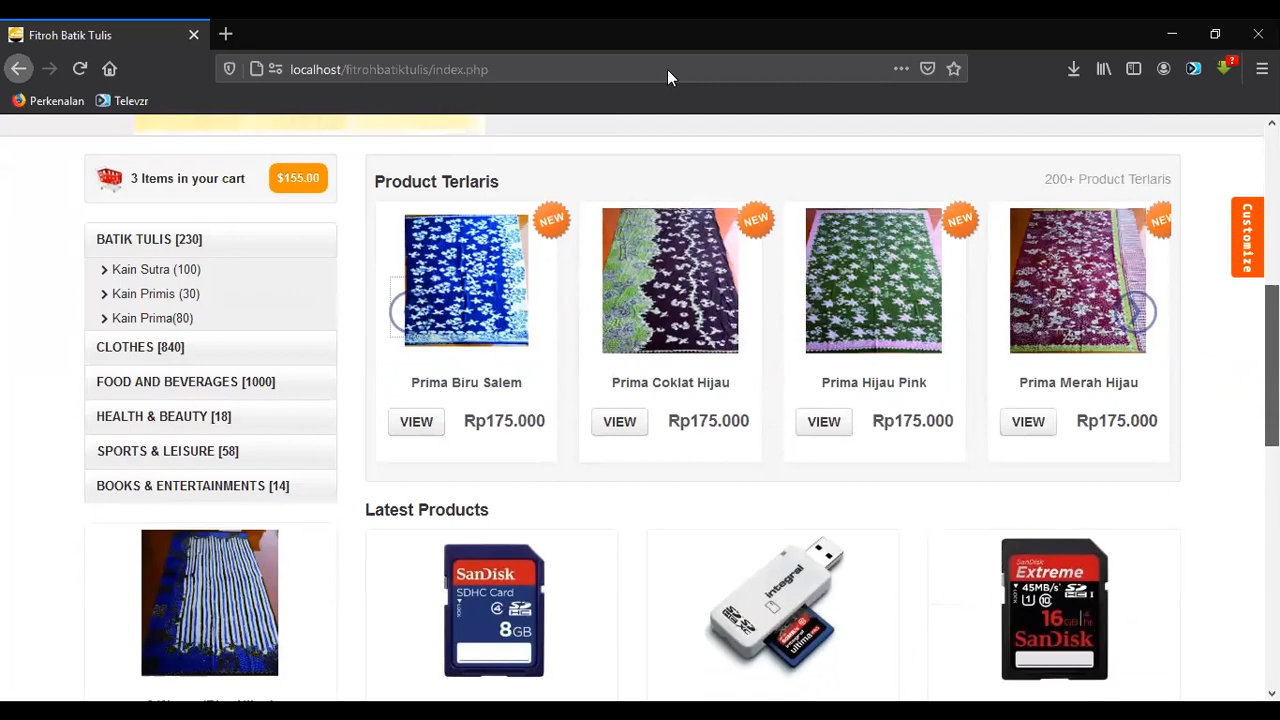 Fitroh Batik Tulis
localhost/fitrohbatiktulis/index.php
Perkenalan
Televzr
3 Items in your cart
$155.00
BATIK TULIS [230]
Kain Sutra (100)
Kain Primis (30)
Kain Prima(80)
CLOTHES [840]
FOOD AND BEVERAGES [1000]
HEALTH & BEAUTY [18]
SPORTS & LEISURE [58]
BOOKS & ENTERTAINMENTS [14]
Product Terlaris
200+ Product Terlaris
NEW
NEW
NEW
NEW
Prima Biru Salem
Prima Coklat Hijau
Prima Hijau Pink
Prima Merah Hijau
VIEW Rp175.000
VIEW Rp175.000
VIEW Rp175.000
VIEW Rp175.000
Customize
Latest Products
SanDisk
SDHC Card
4
8GB
integral
ultima
Extreme
45MB/s
16GB
SanDisk